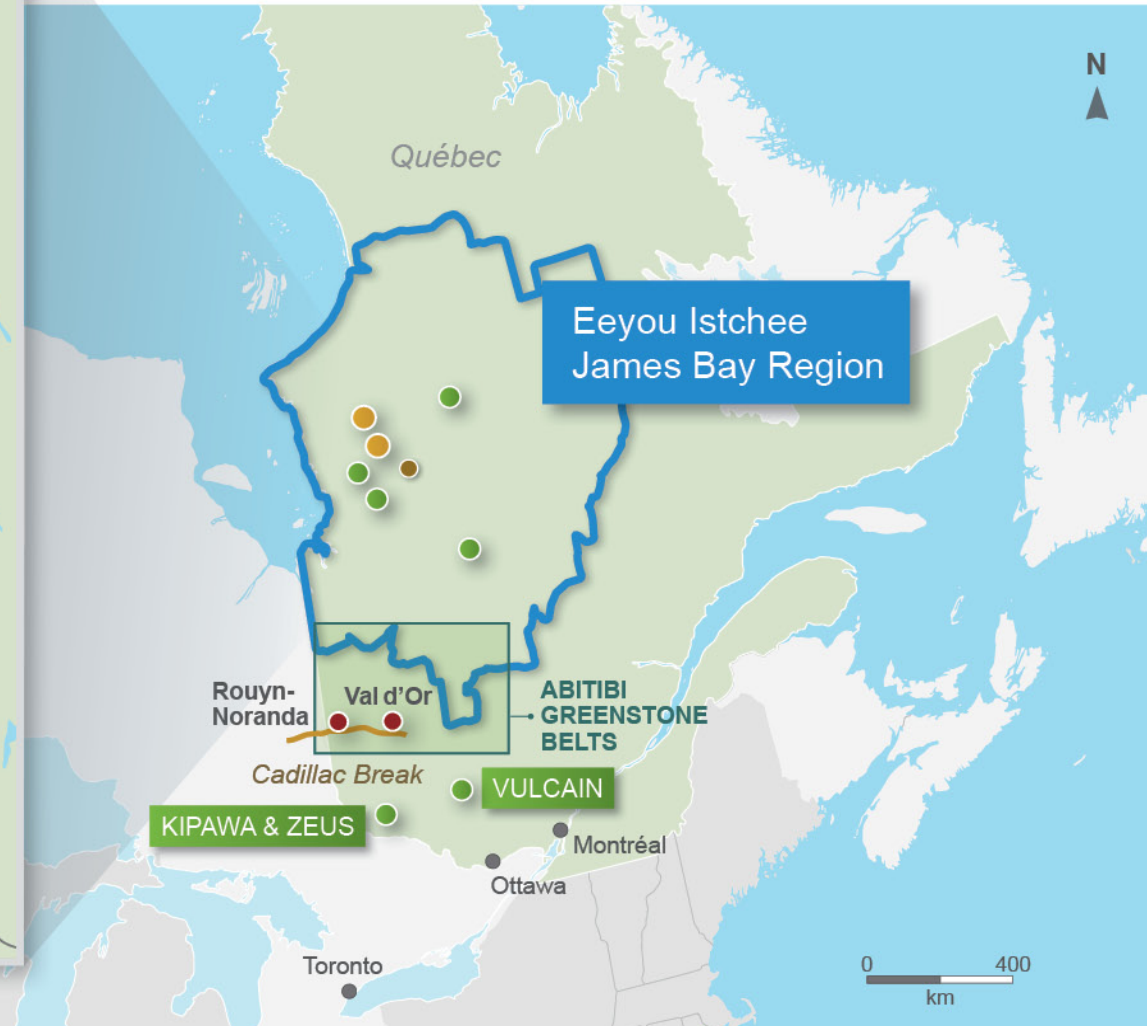 N
Québec
Eeyou Istchee
James Bay Region
Rouyn-
Noranda
Val d'Or
ABITIBI
GREENSTONE
BELTS
Cadillac Break
VULCAIN
KIPAWA & ZEUS
Montréal
Ottawa
Toronto
0 400
km